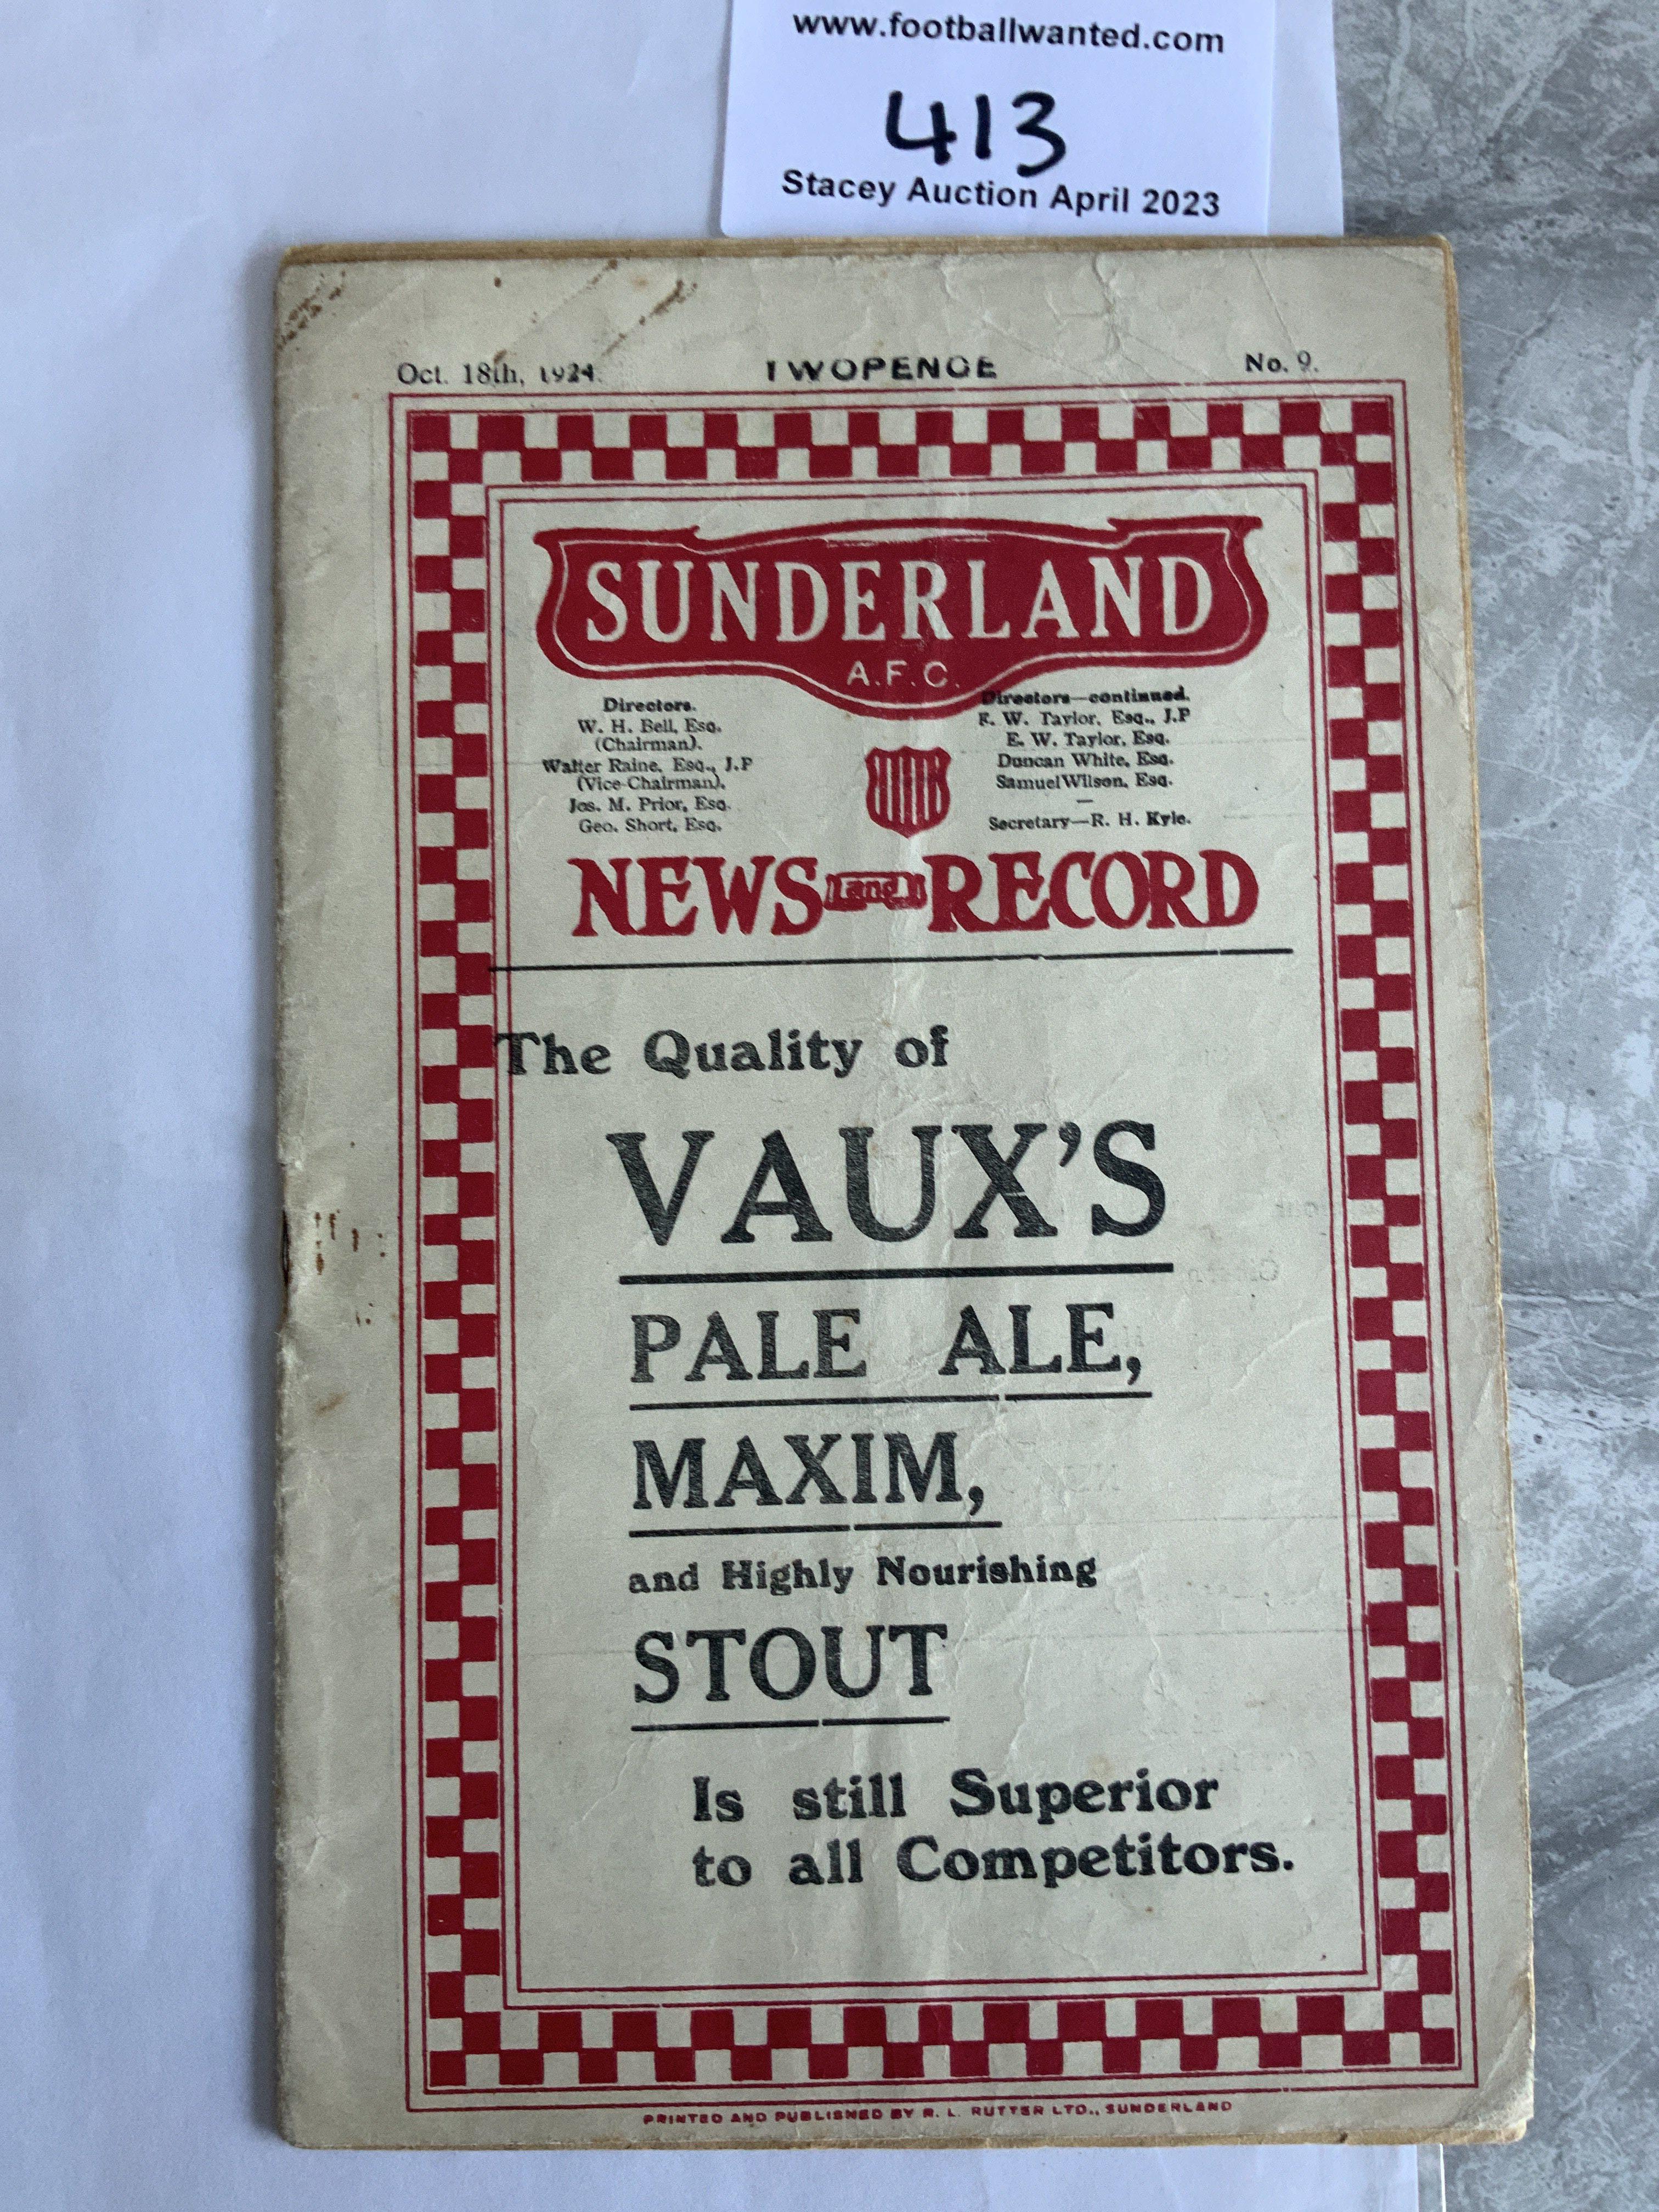 www.footballwanted.com
413
Stacey Auction April 2023
Oct. 18th, 1924. TWOPENCE No. 9.
SUNDERLAND
A.F.C.
Directors.
W. H. Bell, Esq.
(Chairman).
Walter Raine, Esq., J.P
(Vice-Chairman).
Jos. M. Prior, Esq.
Geo. Short, Esq.
Directors—continued.
F. W. Taylor, Esq., J.P
E. W. Taylor, Esq.
Duncan White, Esq.
Samuel Wilson, Esq.
—
Secretary—R. H. Kyle.
NEWS and RECORD
The Quality of
VAUX'S
PALE ALE,
MAXIM,
and Highly Nourishing
STOUT
Is still Superior
to all Competitors.
PRINTED AND PUBLISHED BY R. L. RUTTER LTD., SUNDERLAND